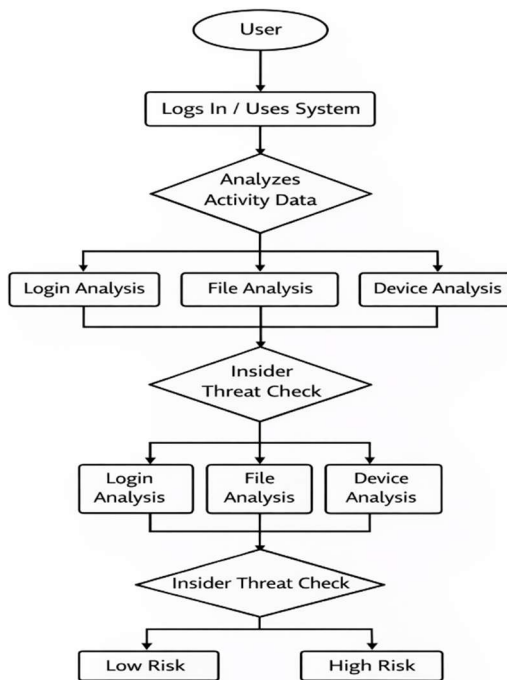 User
Logs In / Uses System
Analyzes
Activity Data
Login Analysis
File Analysis
Device Analysis
Insider
Threat Check
Login
Analysis
File
Analysis
Device
Analysis
Insider Threat Check
Low Risk
High Risk